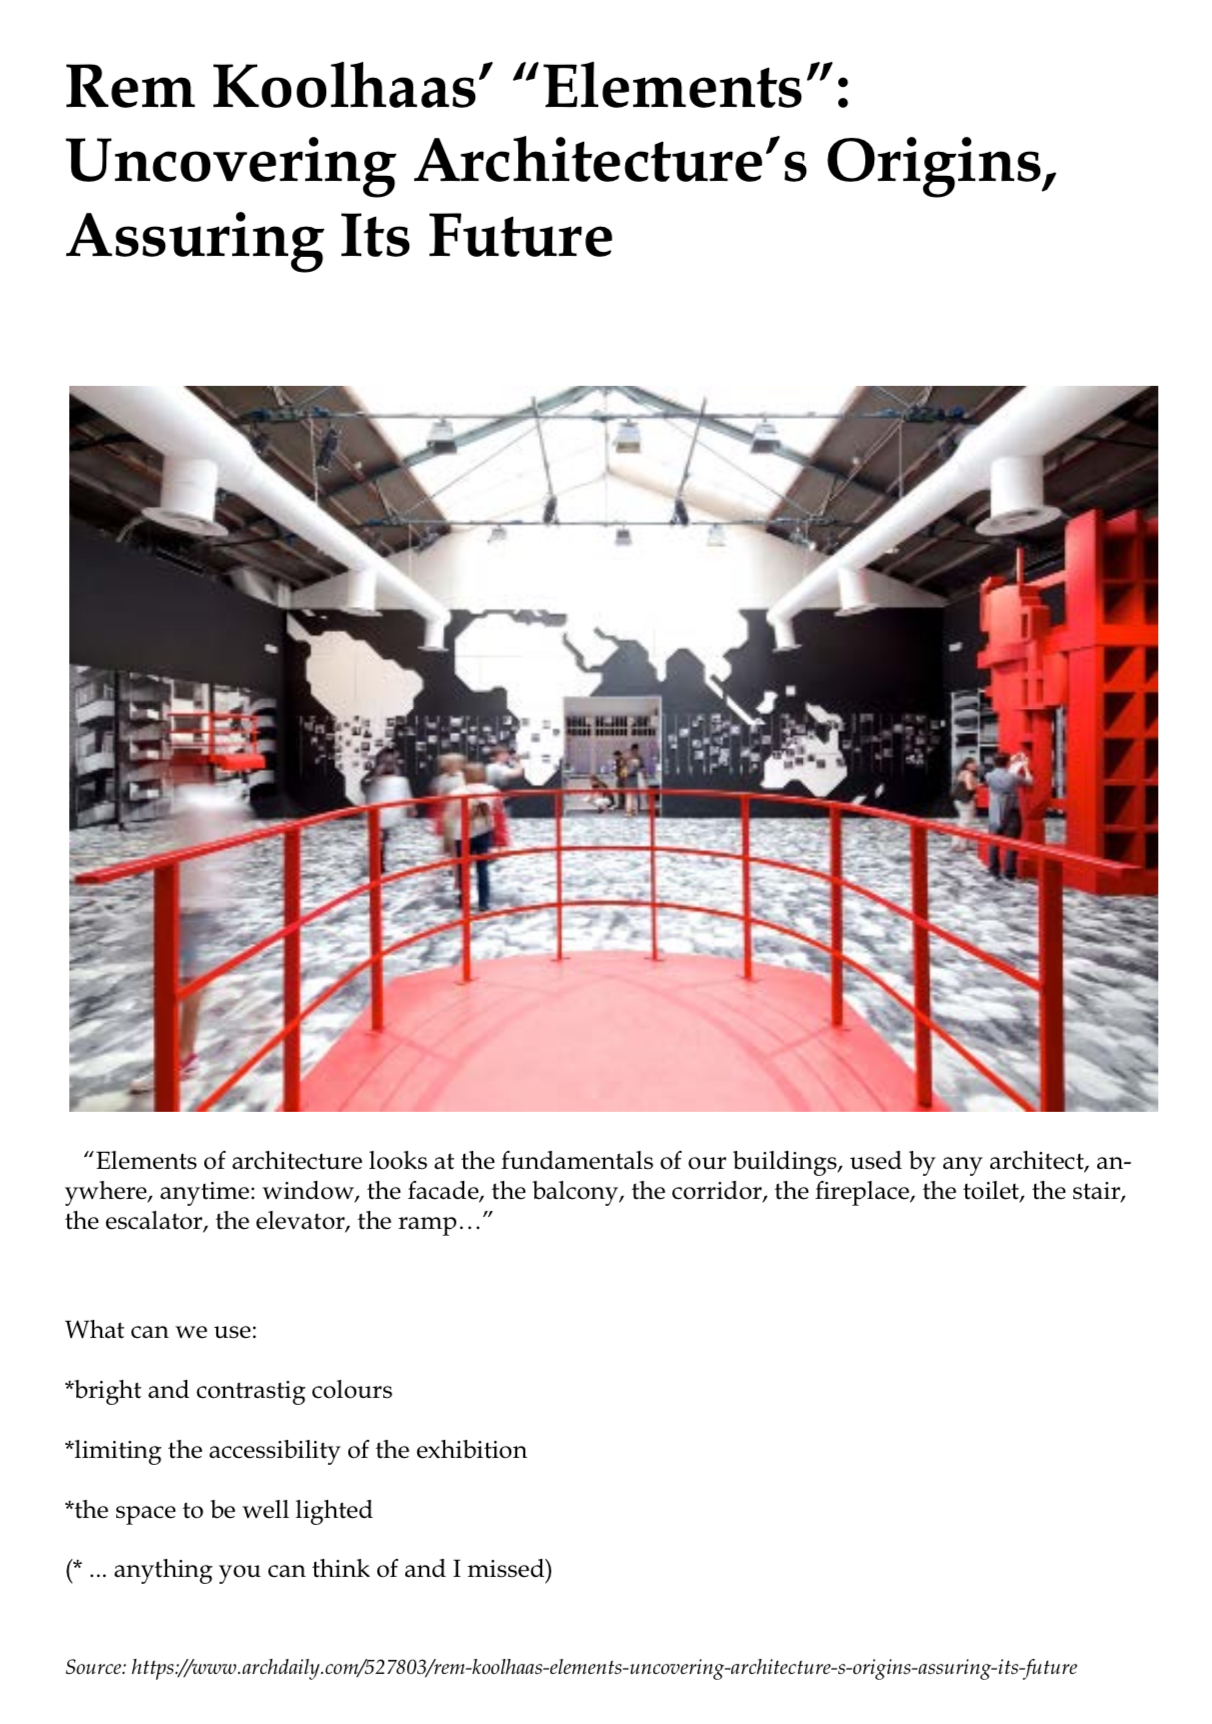 Rem Koolhaas’ “Elements”:
Uncovering Architecture’s Origins,
Assuring Its Future
“Elements of architecture looks at the fundamentals of our buildings, used by any architect, an-
ywhere, anytime: window, the facade, the balcony, the corridor, the fireplace, the toilet, the stair,
the escalator, the elevator, the ramp…”
What can we use:
*bright and contrastig colours
*limiting the accessibility of the exhibition
*the space to be well lighted
(* ... anything you can think of and I missed)
Source: https://www.archdaily.com/527803/rem-koolhaas-elements-uncovering-architecture-s-origins-assuring-its-future